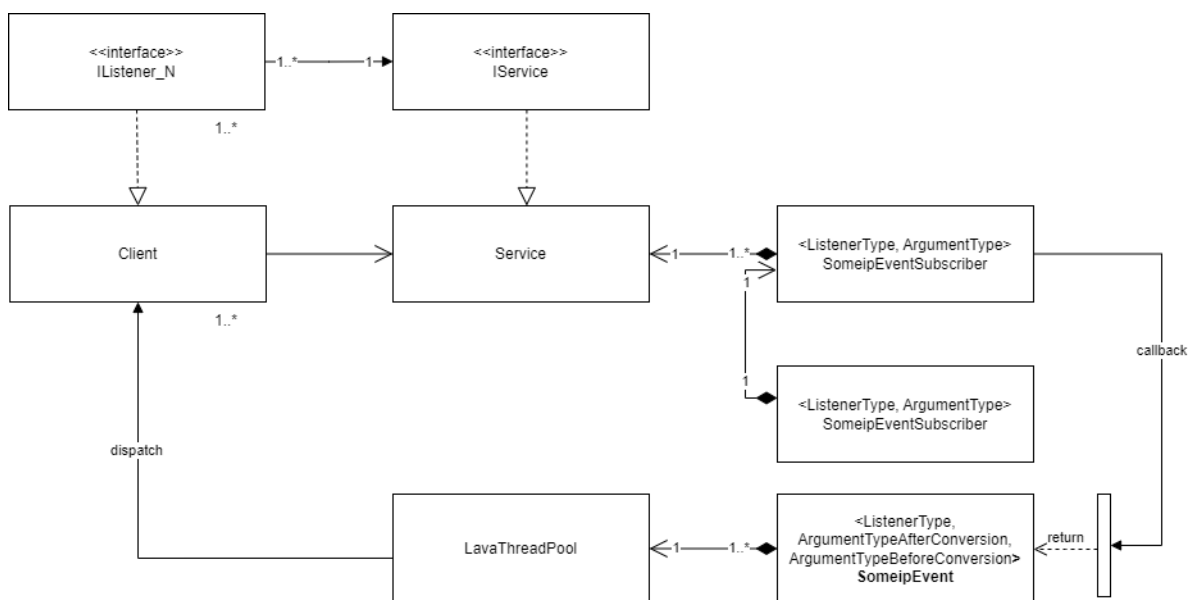 <<interface>>
IListener_N
1..*
1
<<interface>>
IService
1..*
Client
Service
1
1..*
<ListenerType, ArgumentType>
SomeipEventSubscriber
1..*
1
callback
1
<ListenerType, ArgumentType>
SomeipEventSubscriber
dispatch
LavaThreadPool
1
1..*
<ListenerType,
ArgumentTypeAfterConversion,
ArgumentTypeBeforeConversion>
SomeipEvent
return